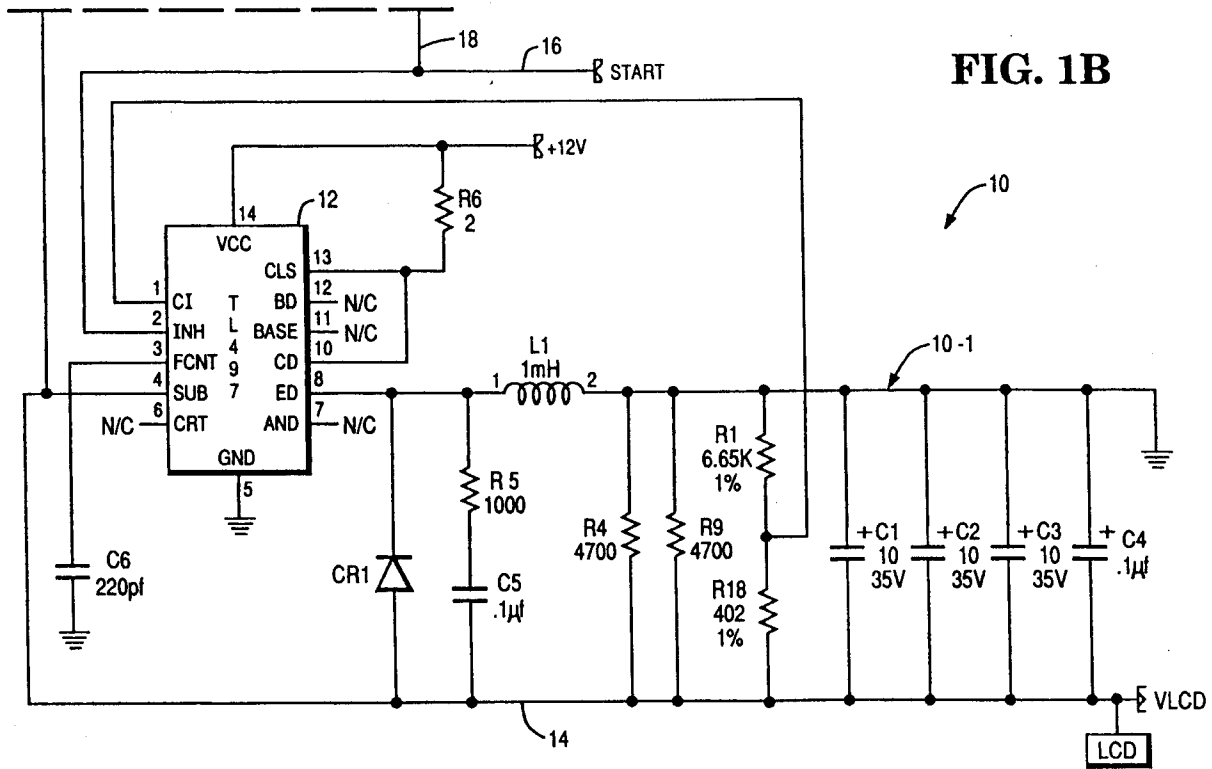 18
16
START
FIG. 1B
+12V
10
12
14
R6
2
VCC
CLS
13
1
CI
T
L
4
9
7
BD
12
N/C
2
INH
BASE
11
N/C
3
FCNT
CD
10
4
SUB
ED
8
6
N/C
CRT
AND
7
N/C
GND
5
L1
1mH
1
2
10-1
R1
6.65K
1%
R 5
1000
R4
4700
R9
4700
+C1
10
35V
+C2
10
35V
+C3
10
35V
+
C4
.1µf
C6
220pf
CR1
C5
.1µf
R18
402
1%
14
VLCD
LCD